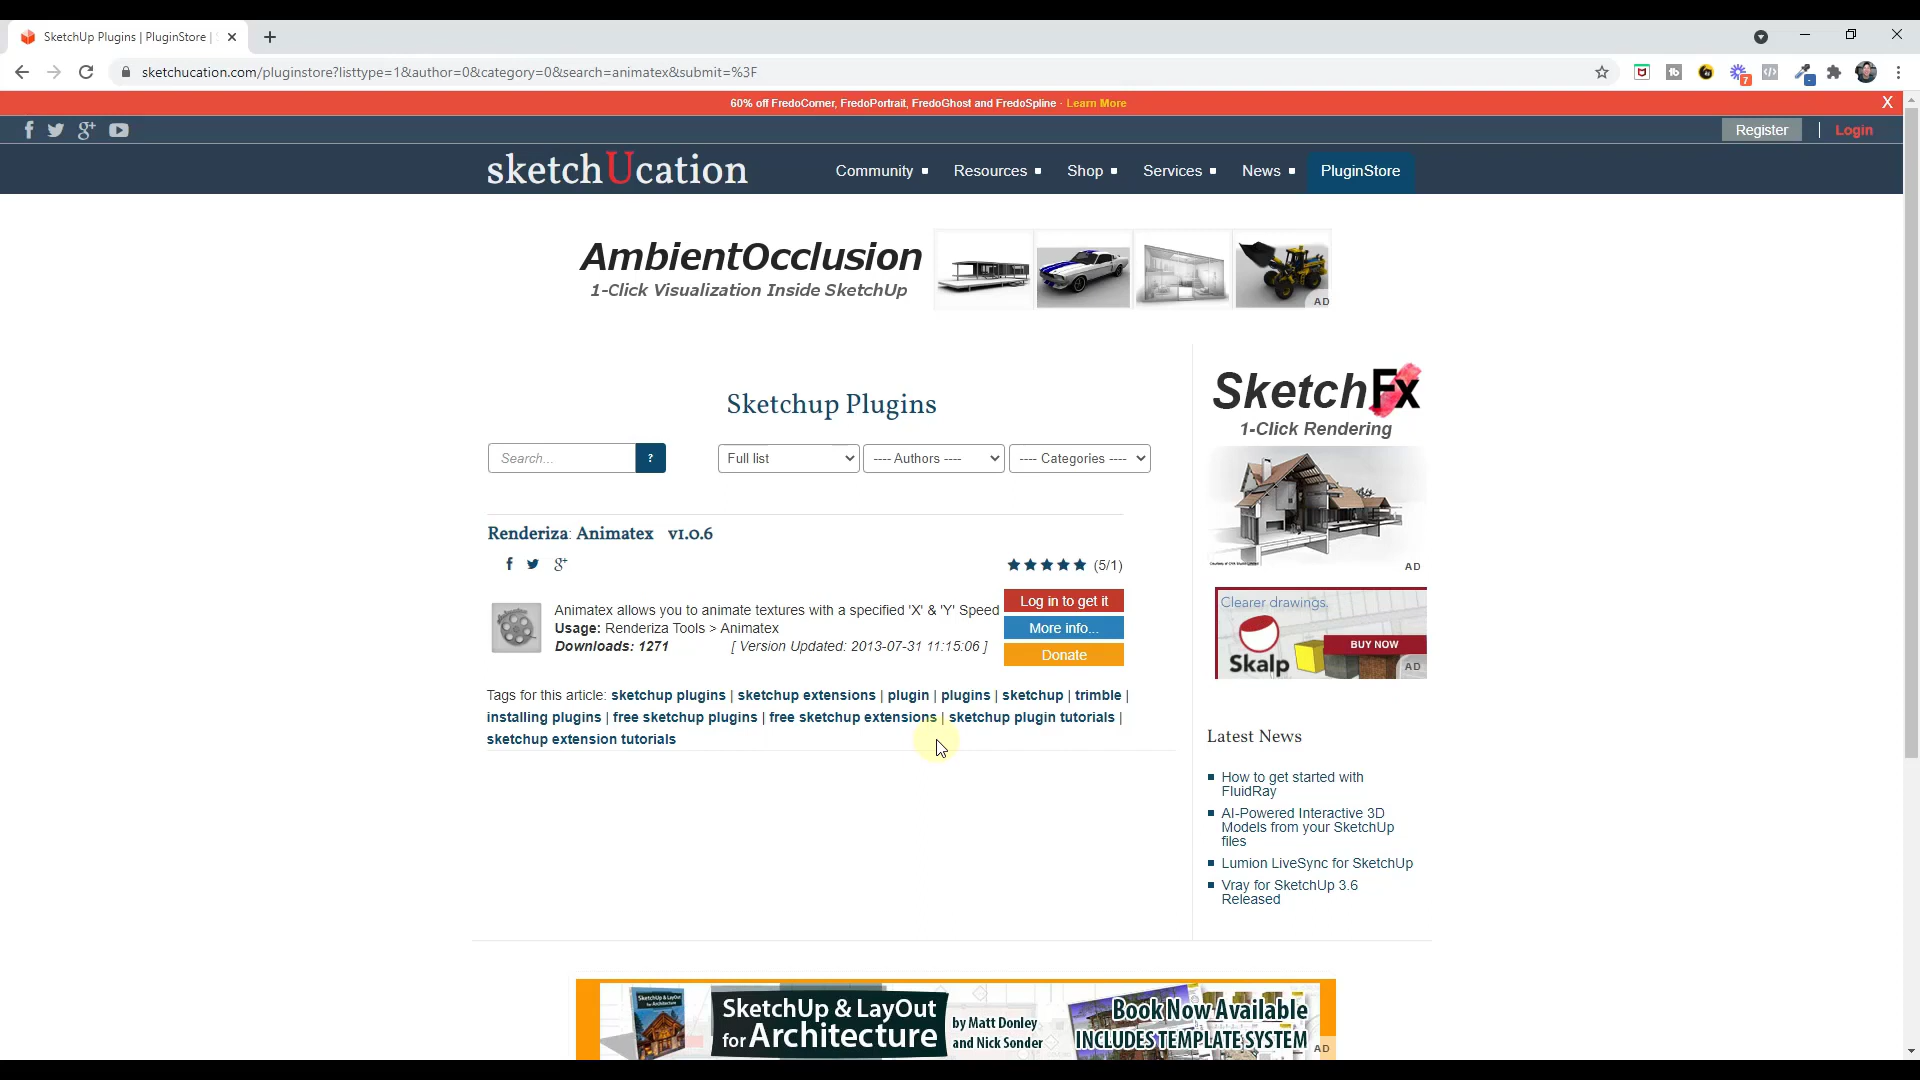 SketchUp Plugins | PluginStore |
sketchucation.com/pluginstore?listtype=1&author=0&category=0&search=animatex&submit=%3F
7
60% off FredoCorner, FredoPortrait, FredoGhost and FredoSpline - Learn More
X
Register | Login
sketchUcation
Community
Resources
Shop
Services
News
PluginStore
AmbientOcclusion
1-Click Visualization Inside SketchUp
AD
Sketchup Plugins
Search...
?
Full list
---- Authors ----
---- Categories ----
Renderiza: Animatex v1.0.6
(5/1)
Animatex allows you to animate textures with a specified 'X' & 'Y' Speed
Usage: Renderiza Tools > Animatex
Downloads: 1271 [ Version Updated: 2013-07-31 11:15:06 ]
Log in to get it
More info...
Donate
Tags for this article: sketchup plugins | sketchup extensions | plugin | plugins | sketchup | trimble |
installing plugins | free sketchup plugins | free sketchup extensions | sketchup plugin tutorials |
sketchup extension tutorials
SketchFx
1-Click Rendering
AD
Clearer drawings.
Skalp
BUY NOW
AD
Latest News
How to get started with
FluidRay
AI-Powered Interactive 3D
Models from your SketchUp
files
Lumion LiveSync for SketchUp
Vray for SketchUp 3.6
Released
SketchUp & LayOut
for Architecture
by Matt Donley
and Nick Sonder
Book Now Available
INCLUDES TEMPLATE SYSTEM
AD